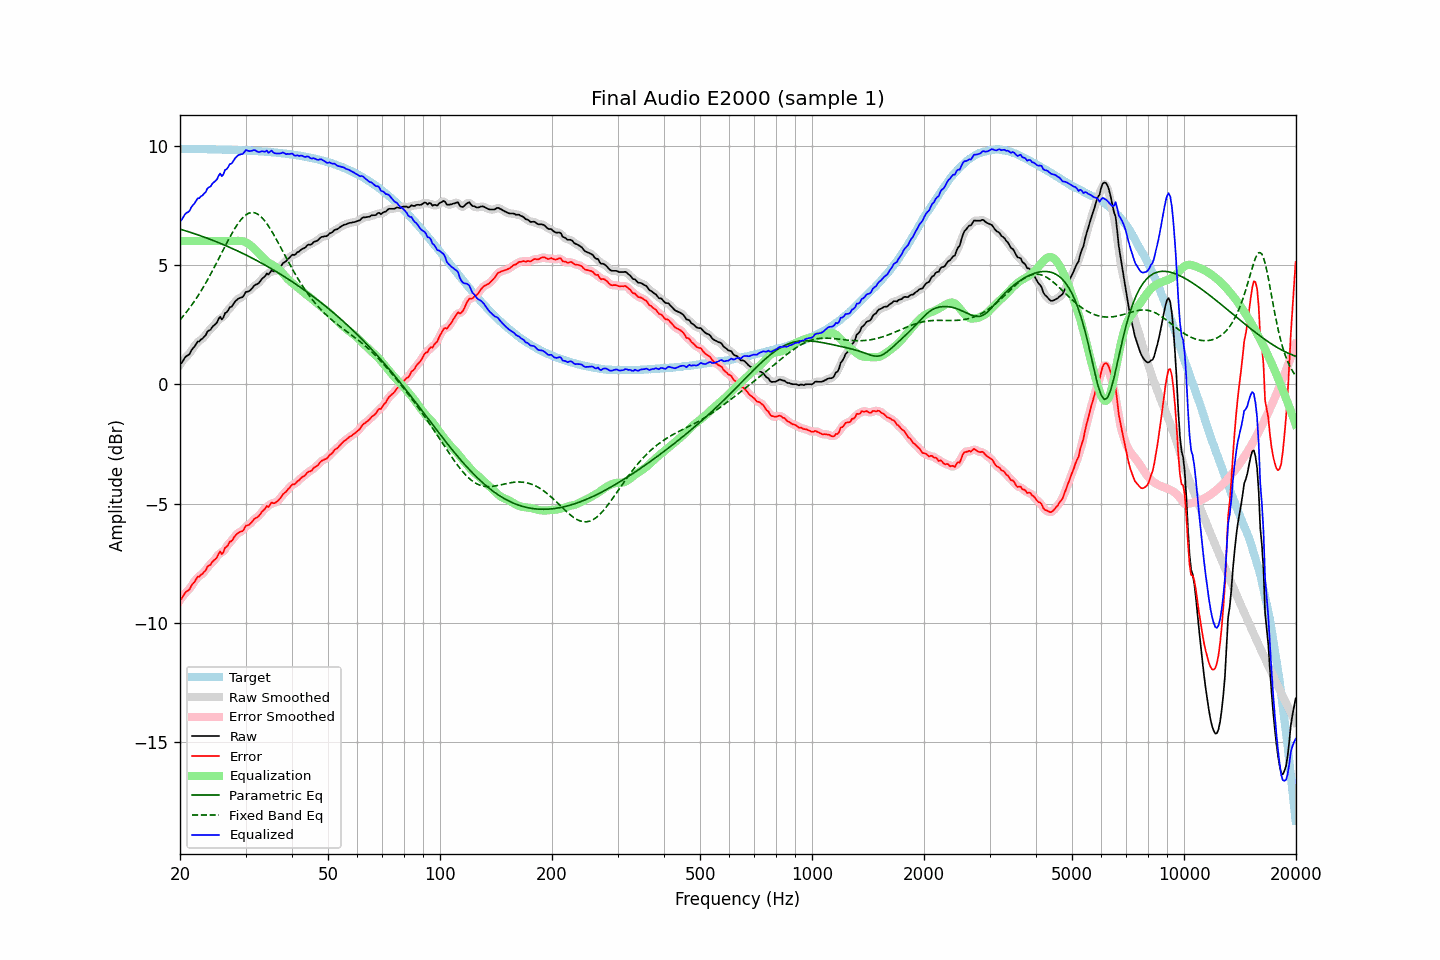 Final Audio E2000 (sample 1)
Amplitude (dBr)
10
5
0
−5
−10
−15
Target
Raw Smoothed
Error Smoothed
Raw
Error
Equalization
Parametric Eq
Fixed Band Eq
Equalized
20 50 100 200 500 1000 2000 5000 10000 20000
Frequency (Hz)